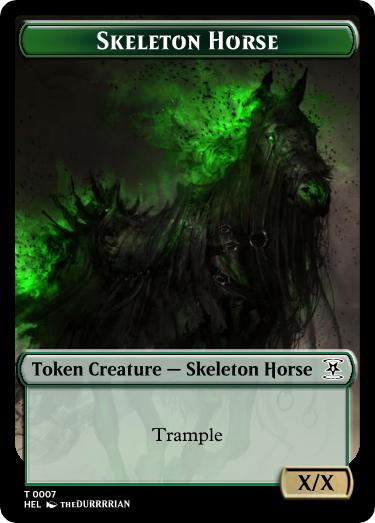 Skeleton Horse
Token Creature — Skeleton Horse
Trample
X/X
T 0007
HEL theDURRRRIAN